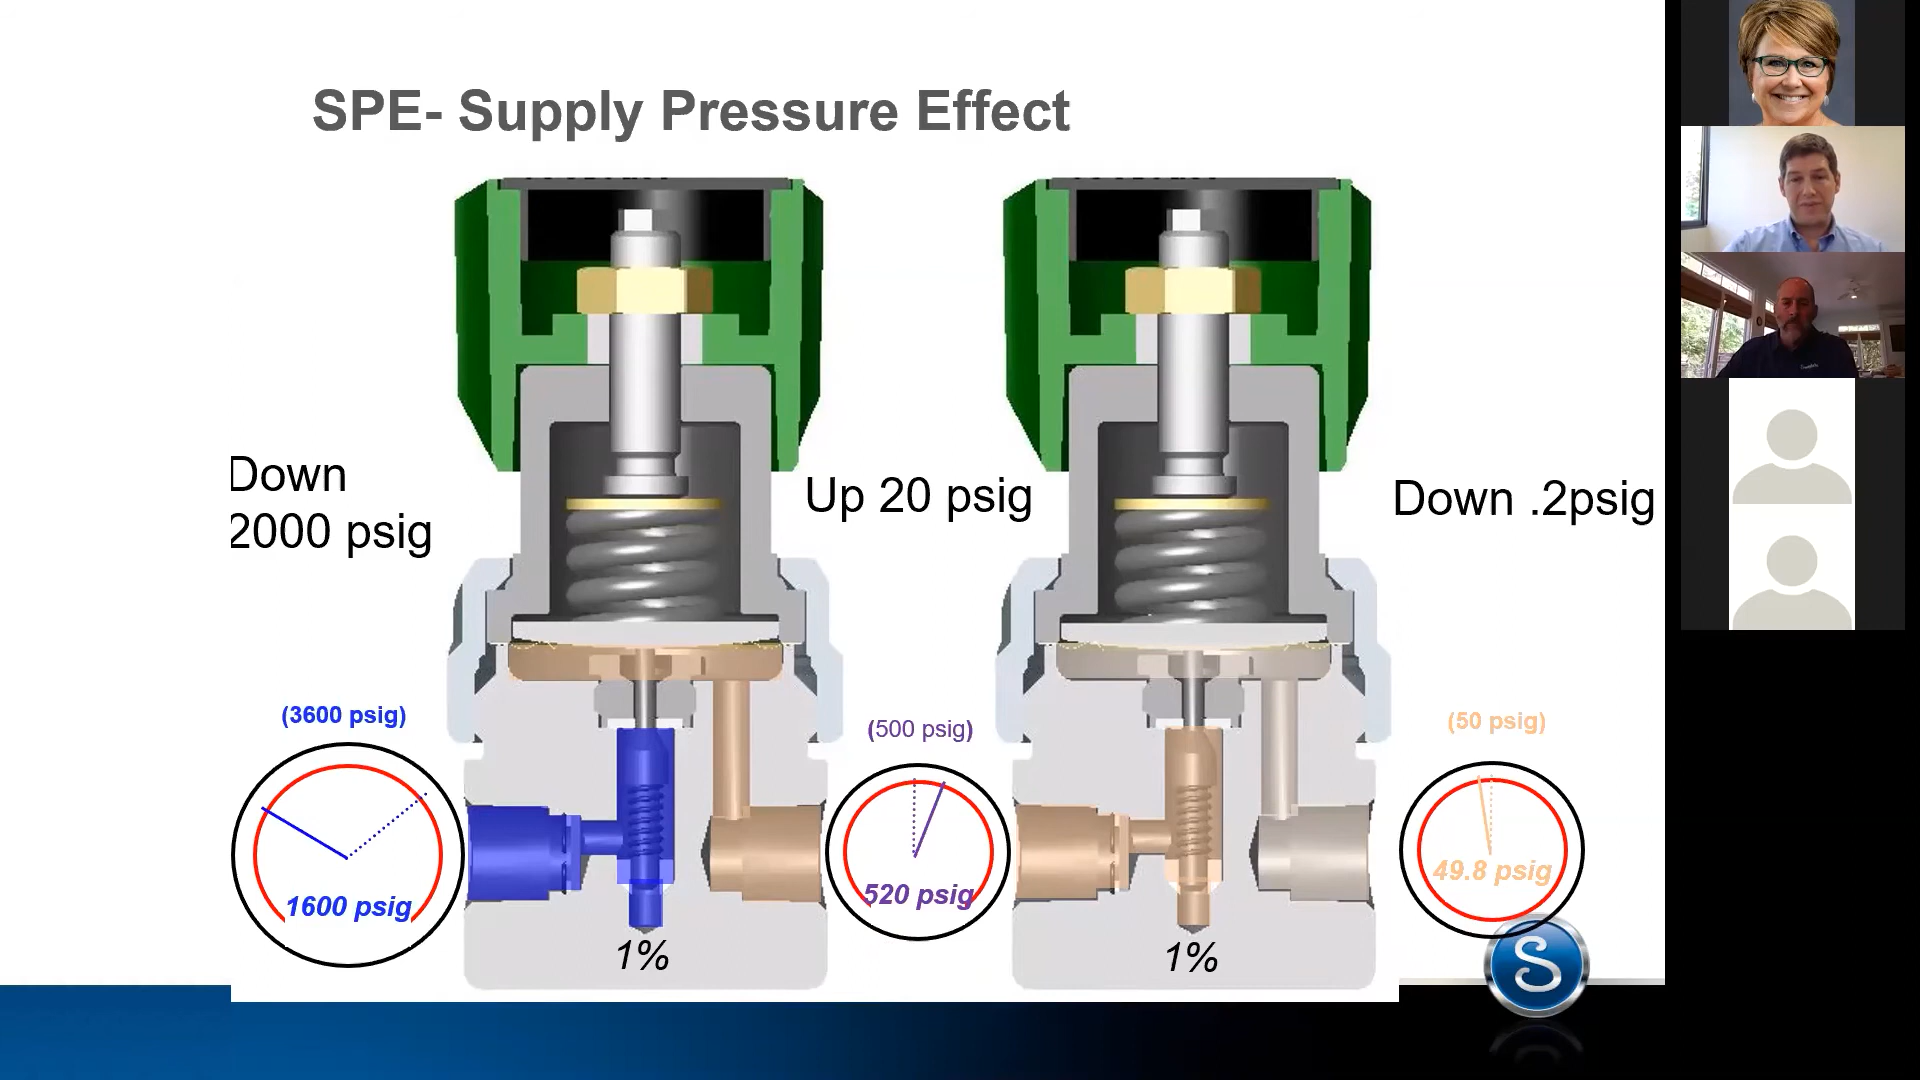 SPE- Supply Pressure Effect
Down
2000 psig
Up 20 psig
Down .2psig
(3600 psig)
(500 psig)
(50 psig)
1600 psig
520 psig
49.8 psig
1%
1%
S